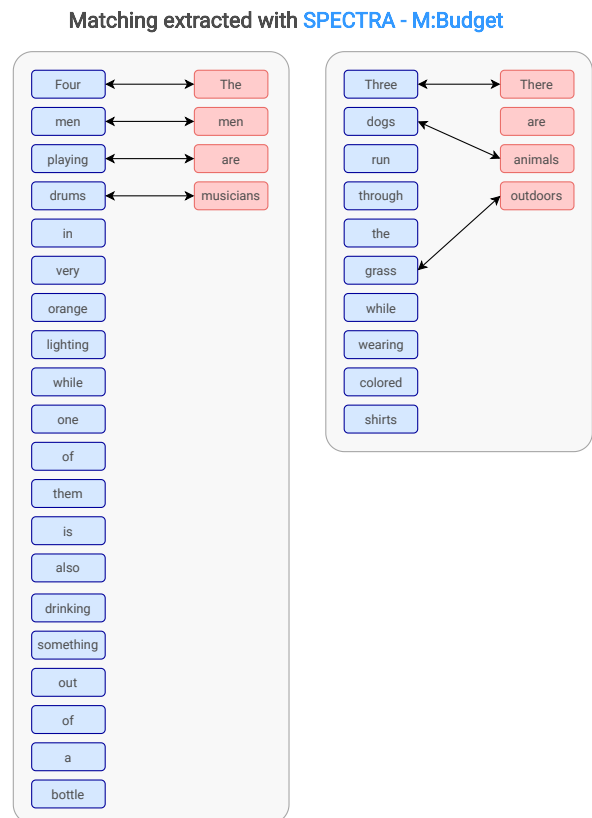 Matching extracted with SPECTRA - M:Budget
Four The
men men
playing are
drums musicians
in
very
orange
lighting
while
one
of
them
is
also
drinking
something
out
of
a
bottle
Three There
dogs are
run animals
through outdoors
the
grass
while
wearing
colored
shirts